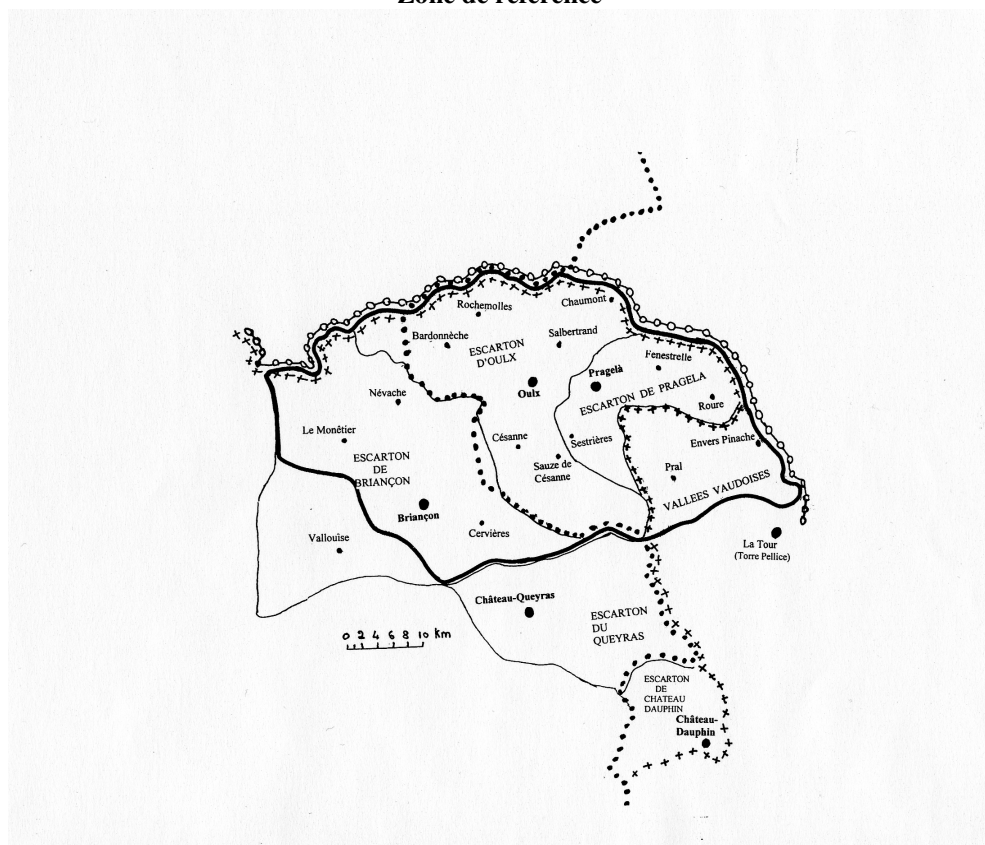 Zone de référence
Rochemolles
Chaumont
Bardonnèche
Salbertrand
ESCARTON
D'OULX
Fenestrelle
Pragelà
Oulx
ESCARTON DE PRAGELA
Névache
Roure
Le Monêtier
Césanne
Sestrières
Envers Pinache
ESCARTON
DE
BRIANÇON
Sauze de
Césanne
Pral
VALLEES VAUDOISES
Briançon
Cervières
Vallouise
La Tour
(Torre Pellice)
Château-Queyras
ESCARTON
DU
QUEYRAS
0 2 4 6 8 10 km
ESCARTON
DE
CHATEAU
DAUPHIN
Château-
Dauphin